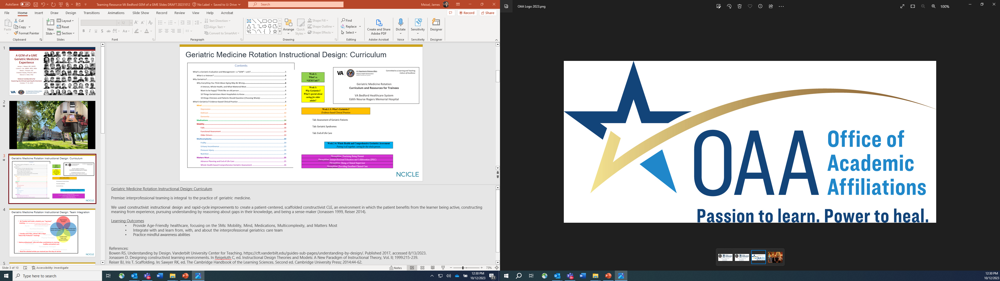 AutoSave Off Teaming Resource VA Bedford GEM of a GME Slides DRAFT 20231012 No Label • Saved to U: Drive Search Meisel, James
File Home Insert Draw Design Transitions Animations Slide Show Record Review View Help Acrobat Record Share
Paste Cut Copy Format Painter Clipboard
New Slide Layout Reset Section Slides
12 Font
Text Direction Align Text Convert to SmartArt Paragraph
Arrange Quick Styles Shape Fill Shape Outline Shape Effects Drawing
Find Replace Select Editing
Create and Share Adobe PDF Adobe Acrobat
Dictate Voice
Sensitivity Sensitivity
Designer Designer
1
A GEM of a GME
Geriatric Medicine
Experience
National Collaborative for
Improving the Clinical Learning Environment
VA
2
3
Geriatric Medicine Rotation Instructional Design: Curriculum
NCICLE
4
Geriatric Medicine Rotation Instructional Design: Team Integration
NCICLE
5
Geriatric Medicine Rotation Instructional Design: Curriculum
Contents
What's a Geriatric Evaluation and Management—a "GEM"—unit? 5
What is a Veteran? 5
Why Geriatrics? 6
Why Everything You Think About Aging May Be Wrong 6
A Veteran, Whole Health, and What Mattered Most 6
Want to be happy? Think like an old person 6
10 Things Geriatricians Want Hospitalists to Know 6
10 things Clinicians and Patients Should Question (Choosing Wisely) 7
What's Geriatrics? Evidence-based Clinical Practice 8
Mind 9
Depression 9
Delirium 10
Dementia 11
Medications 14
Mobility 18
Falls 18
Functional Assessment 19
Older Drivers 19
Multicomplexity 20
Frailty 20
Urinary Incontinence 23
Pressure Injury 24
Nutrition 24
Matters Most 25
Advance Planning and End of Life Care 25
Whole Health-based Comprehensive Geriatric Assessment 26
Week 1:
What's a
"GEM Unit?"
Week 1:
Why Geriatrics?
What's special about
caring for older
adults?
VA U.S. Department of Veterans Affairs
Veterans Health Administration
Committed to a Learning and Teaching
Culture of Excellence
Geriatric Medicine Rotation
Curriculum and Resources for Trainees
VA Bedford Healthcare System
Edith Nourse Rogers Memorial Hospital
Week 1-3: What's Geriatrics?
Evidence-based Clinical Practice
Tab: Assessment of Geriatric Patients
Tab: Geriatric Syndromes
Tab: End of Life Care
Week 2-4: Whole Health and Comprehensive Geriatrics Assessment
Putting it all together, caring for the whole person.
Throughline: Practicing Being Present
Throughline: Interprofessional Education and Collaboration (IPEC)
Throughline: Being a Clinical Supervisor
Throughline: Providing Excellent Clinical Care
NCICLE
Geriatric Medicine Rotation Instructional Design: Curriculum
Premise: interprofessional teaming is integral to the practice of geriatric medicine.
We used constructivist instructional design and rapid-cycle improvements to create a patient-centered, scaffolded constructivist CLE, an environment in which the patient benefits from the learner being active, constructing
meaning from experience, pursuing understanding by reasoning about gaps in their knowledge, and being a sense-maker (Jonassen 1999, Reiser 2014).
Learning Outcomes
• Provide Age-Friendly healthcare, focusing on the 5Ms: Mobility, Mind, Medications, Multicomplexity, and Matters Most
• Integrate with and learn from, with, and about the interprofessional geriatrics care team
• Practice mindful awareness abilities
References:
Bowen RS. Understanding by Design. Vanderbilt University Center for Teaching. https://cft.vanderbilt.edu/guides-sub-pages/understanding-by-design/. Published 2017, accessed 8/13/2023.
Jonassen D. Designing constructivist learning environments. In Reigeluth C, ed. Instructional Design Theories and Models: A New Paradigm of Instructional Theory, Vol. II; 1999:215-239.
Reiser BJ, Iris T. Scaffolding. In: Sawyer RK, ed. The Cambridge Handbook of the Learning Sciences. Second ed. Cambridge University Press; 2014:44-62.
Slide 3 of 10 Accessibility: Investigate Notes 73%
Type here to search 12:30 PM
10/12/2023 23
OAA Logo 2023.png 100%
OAA
Office of
Academic
Affiliations
Passion to learn. Power to heal.
12:30 PM
10/12/2023